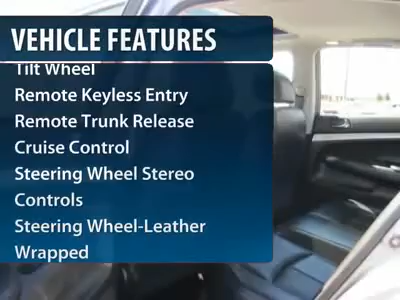 VEHICLE FEATURES
Tilt Wheel
Remote Keyless Entry
Remote Trunk Release
Cruise Control
Steering Wheel Stereo
Controls
Steering Wheel-Leather
Wrapped